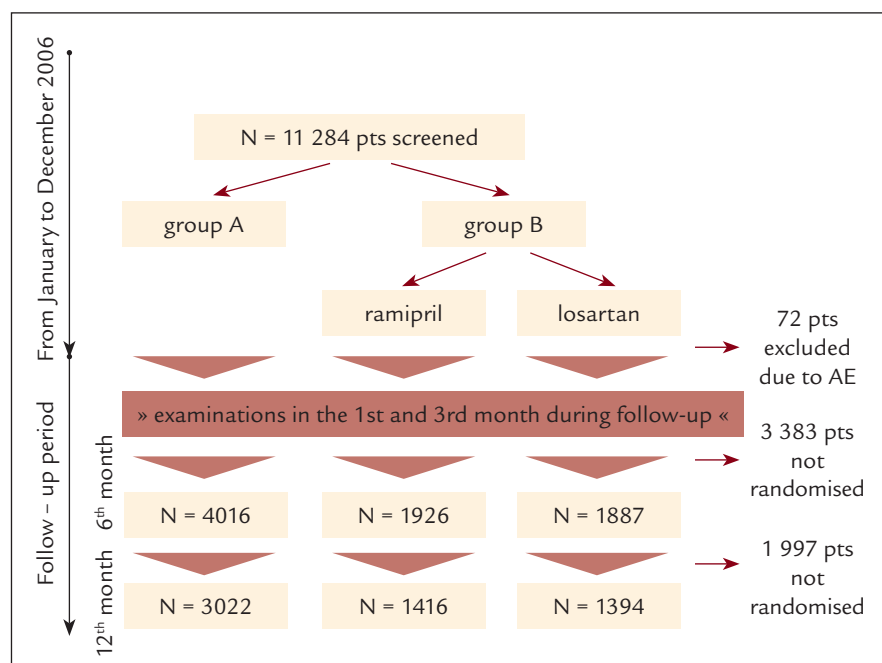 From January to December 2006
N = 11 284 pts screened
group A
group B
ramipril
losartan
72 pts
excluded
due to AE
Follow – up period
» examinations in the 1st and 3rd month during follow-up «
3 383 pts
not
randomised
6th month
N = 4016
N = 1926
N = 1887
1 997 pts
not
randomised
12th month
N = 3022
N = 1416
N = 1394